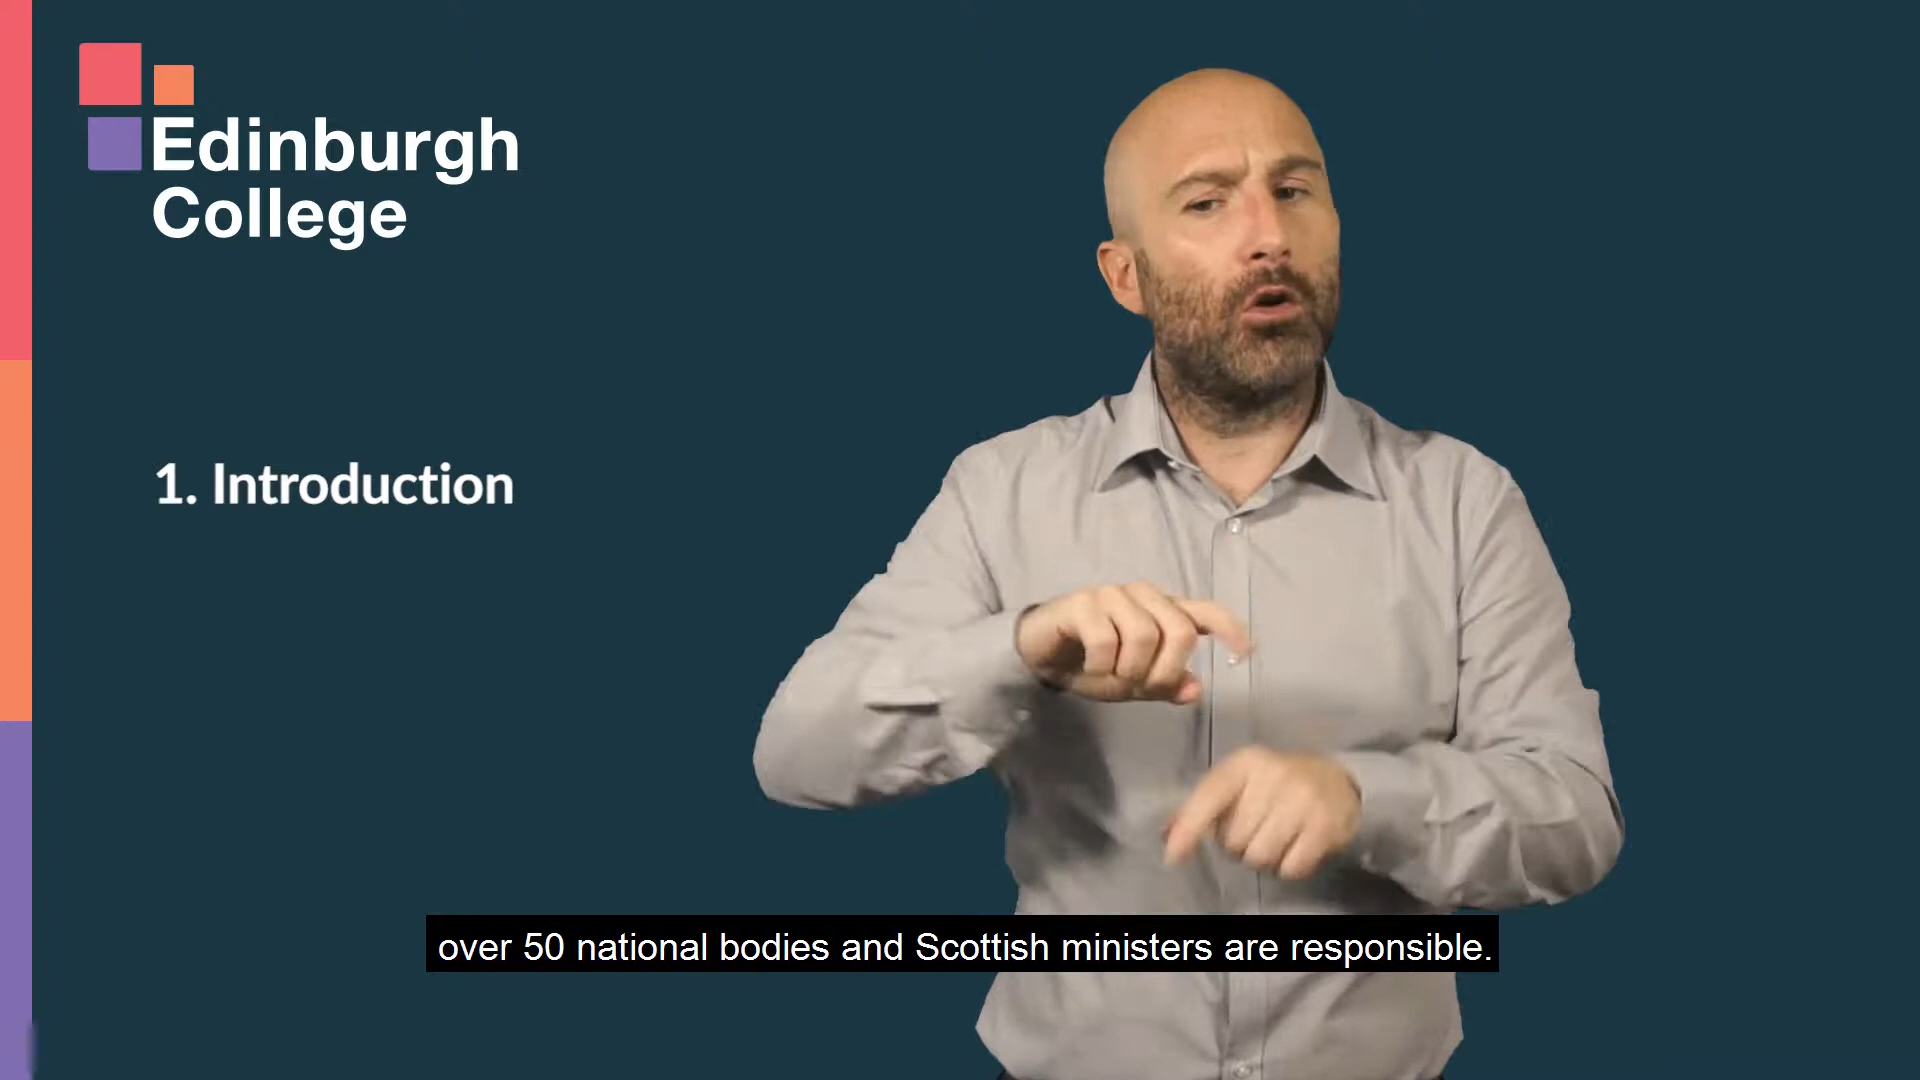 Edinburgh
College
1. Introduction
over 50 national bodies and Scottish ministers are responsible.